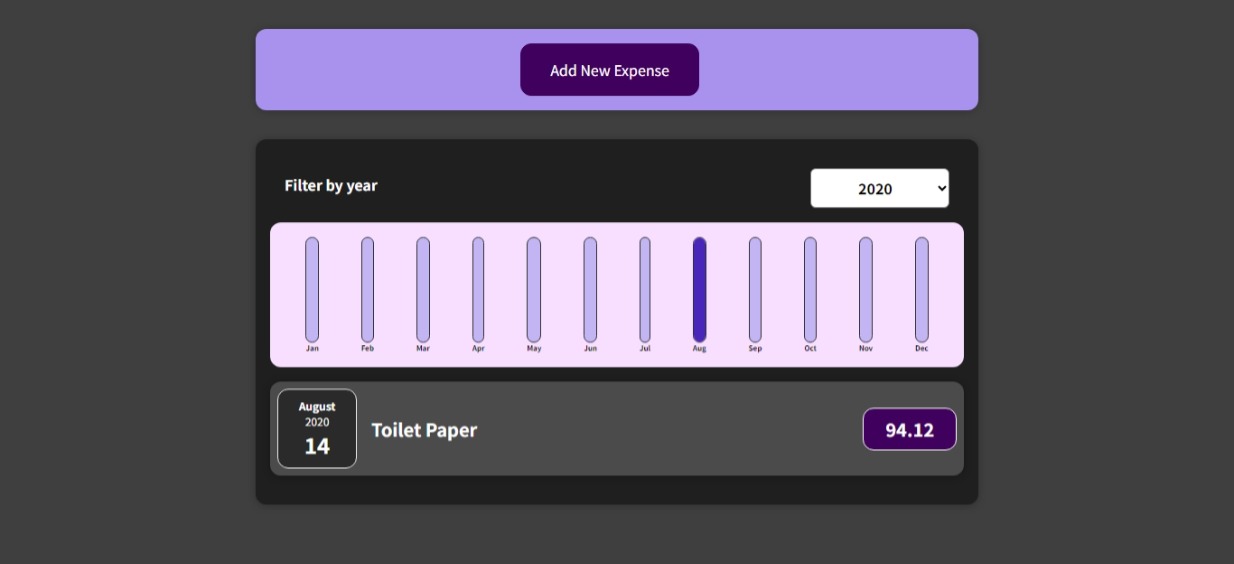 Add New Expense
Filter by year
2020
Jan Feb Mar Apr May Jun Jul Aug Sep Oct Nov Dec
August
2020
14
Toilet Paper
94.12